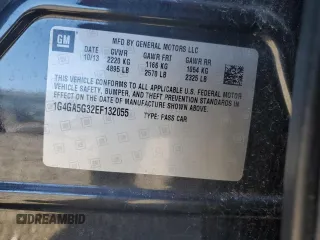 GM
MFD BY GENERAL MOTORS LLC
DATE GVWR GAWR FRT GAWR RR
10/13 2220 KG 1166 KG 1054 KG
4895 LB 2570 LB 2325 LB
THIS VEHICLE CONFORMS TO ALL APPLICABLE U.S. FEDERAL MOTOR
VEHICLE SAFETY, BUMPER, AND THEFT PREVENTION STANDARDS
IN EFFECT ON THE DATE OF MANUFACTURE SHOWN ABOVE.
1G4GA5G32EF132055 TYPE: PASS CAR
DREAMBID